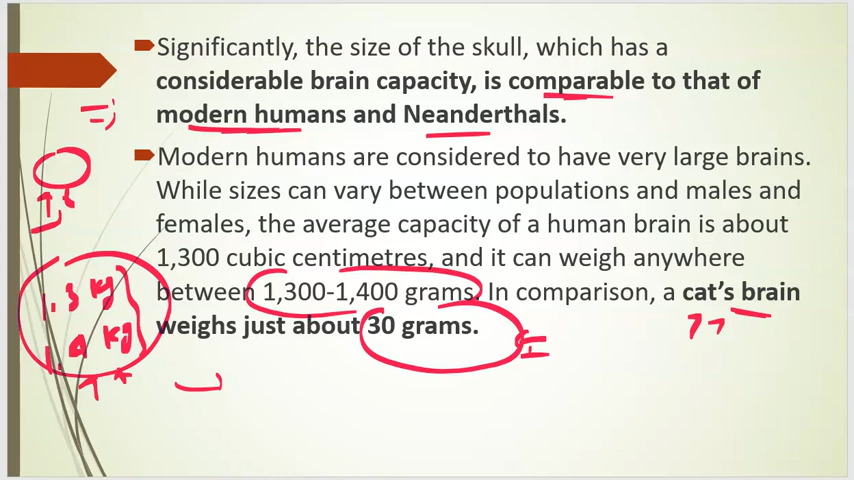 Significantly, the size of the skull, which has a
considerable brain capacity, is comparable to that of
modern humans and Neanderthals.
Modern humans are considered to have very large brains.
While sizes can vary between populations and males and
females, the average capacity of a human brain is about
1,300 cubic centimetres, and it can weigh anywhere
between 1,300-1,400 grams. In comparison, a cat's brain
weighs just about 30 grams.
1.3 kg
1.4 kg